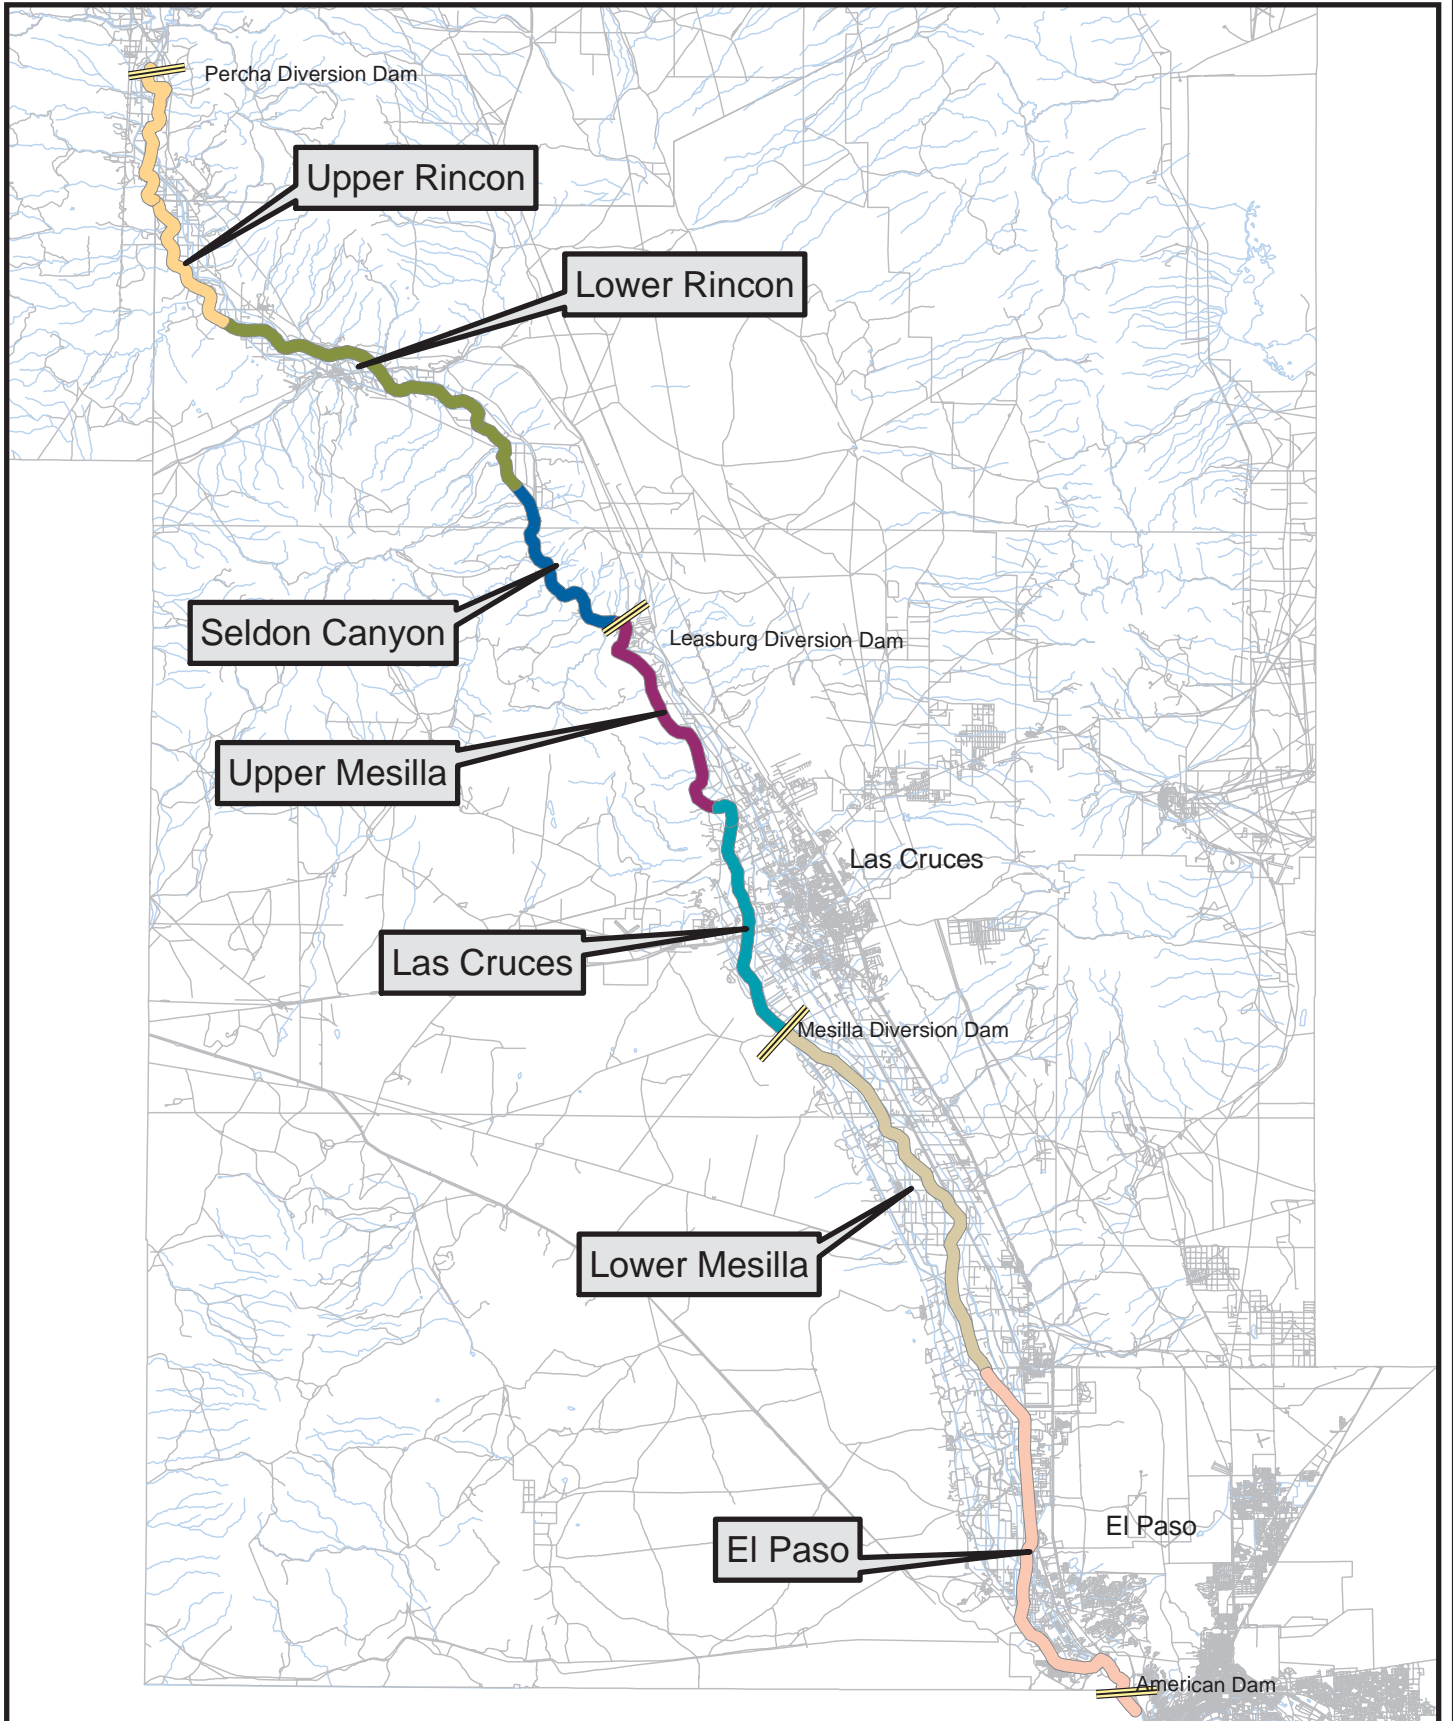 Percha Diversion Dam
Upper Rincon
Lower Rincon
Seldon Canyon
Leasburg Diversion Dam
Upper Mesilla
Las Cruces
Las Cruces
Mesilla Diversion Dam
Lower Mesilla
El Paso
El Paso
American Dam